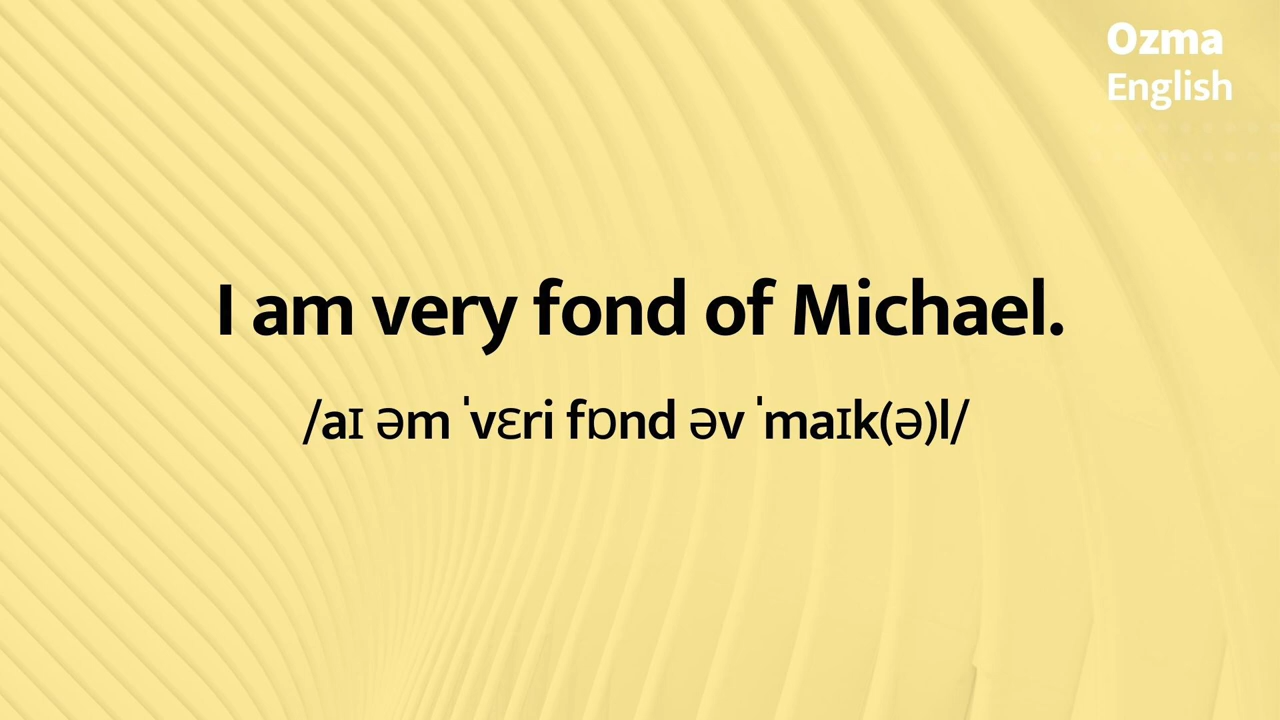 Ozma
English
I am very fond of Michael.
/aɪ əm ˈvɛri fɒnd əv ˈmaɪk(ə)l/